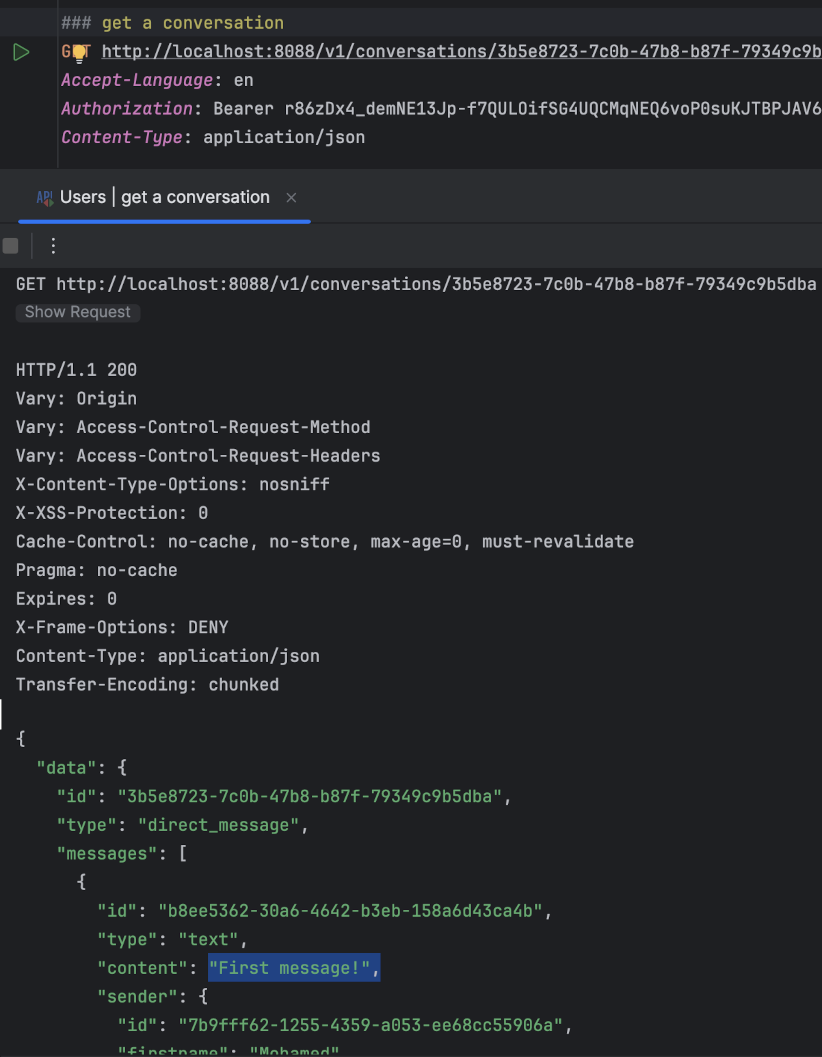 ### get a conversation
GET http://localhost:8088/v1/conversations/3b5e8723-7c0b-47b8-b87f-79349c9b
Accept-Language: en
Authorization: Bearer r86zDx4_demNE13Jp-f7QULOifSG4UQCMqNEQ6voP0suKJTBPJAV6
Content-Type: application/json
API Users | get a conversation ×
GET http://localhost:8088/v1/conversations/3b5e8723-7c0b-47b8-b87f-79349c9b5dba
Show Request
HTTP/1.1 200
Vary: Origin
Vary: Access-Control-Request-Method
Vary: Access-Control-Request-Headers
X-Content-Type-Options: nosniff
X-XSS-Protection: 0
Cache-Control: no-cache, no-store, max-age=0, must-revalidate
Pragma: no-cache
Expires: 0
X-Frame-Options: DENY
Content-Type: application/json
Transfer-Encoding: chunked
{
"data": {
"id": "3b5e8723-7c0b-47b8-b87f-79349c9b5dba",
"type": "direct_message",
"messages": [
{
"id": "b8ee5362-30a6-4642-b3eb-158a6d43ca4b",
"type": "text",
"content": "First message!",
"sender": {
"id": "7b9fff62-1255-4359-a053-ee68cc55906a",
"firstname": "Mohamed"